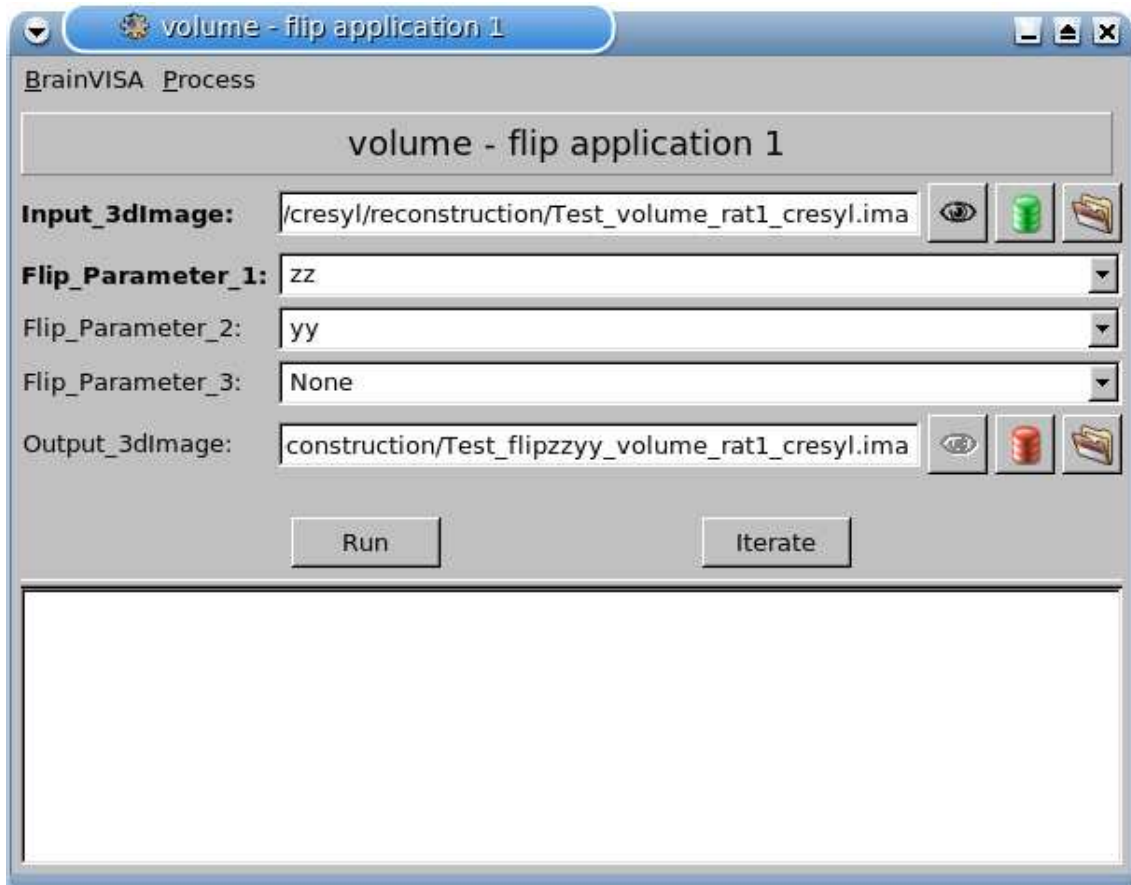 volume - flip application 1
BrainVISA Process
volume - flip application 1
Input_3dImage: /cresyl/reconstruction/Test_volume_rat1_cresyl.ima
Flip_Parameter_1: zz
Flip_Parameter_2: yy
Flip_Parameter_3: None
Output_3dImage: construction/Test_flipzzyy_volume_rat1_cresyl.ima
Run Iterate